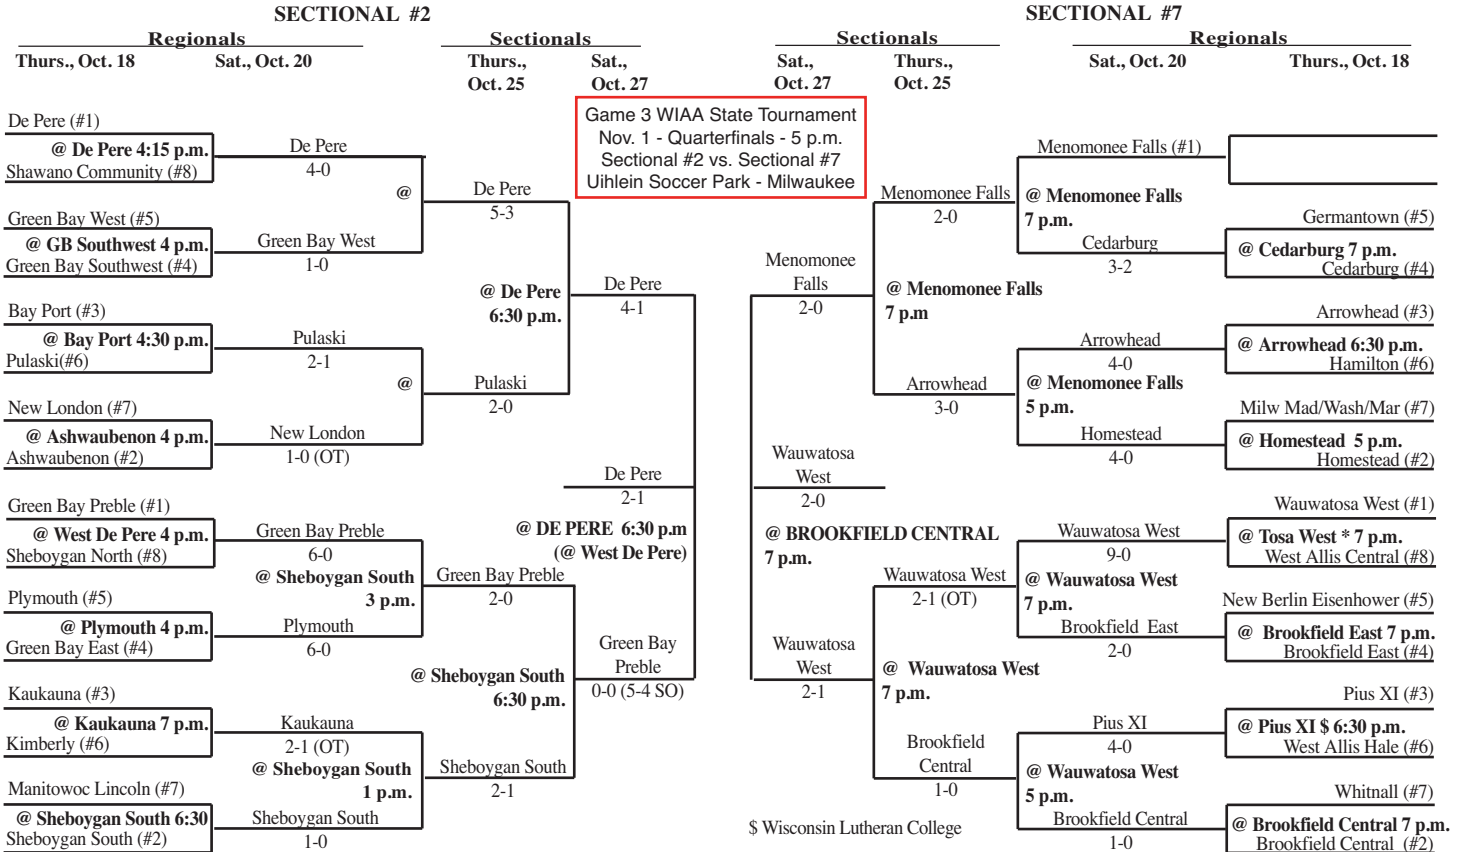 SECTIONAL #2
Regionals
Sectionals
Thurs., Oct. 18
Sat., Oct. 20
Thurs.,
Oct. 25
Sat.,
Oct. 27
De Pere (#1)
@ De Pere 4:15 p.m.
Shawano Community (#8)
De Pere
4-0
@
Green Bay West (#5)
@ GB Southwest 4 p.m.
Green Bay Southwest (#4)
Green Bay West
1-0
De Pere
5-3
Bay Port (#3)
@ Bay Port 4:30 p.m.
Pulaski(#6)
Pulaski
2-1
@
New London (#7)
@ Ashwaubenon 4 p.m.
Ashwaubenon (#2)
New London
1-0 (OT)
Pulaski
2-0
@ De Pere
6:30 p.m.
De Pere
4-1
De Pere
2-1
@ DE PERE 6:30 p.m
(@ West De Pere)
Green Bay Preble (#1)
@ West De Pere 4 p.m.
Sheboygan North (#8)
Green Bay Preble
6-0
@ Sheboygan South
3 p.m.
Plymouth (#5)
@ Plymouth 4 p.m.
Green Bay East (#4)
Plymouth
6-0
Green Bay Preble
2-0
@ Sheboygan South
6:30 p.m.
Green Bay
Preble
0-0 (5-4 SO)
Kaukauna (#3)
@ Kaukauna 7 p.m.
Kimberly (#6)
Kaukauna
2-1 (OT)
@ Sheboygan South
1 p.m.
Manitowoc Lincoln (#7)
@ Sheboygan South 6:30
Sheboygan South (#2)
Sheboygan South
1-0
Sheboygan South
2-1
Game 3 WIAA State Tournament
Nov. 1 - Quarterfinals - 5 p.m.
Sectional #2 vs. Sectional #7
Uihlein Soccer Park - Milwaukee
SECTIONAL #7
Sectionals
Regionals
Sat.,
Oct. 27
Thurs.,
Oct. 25
Sat., Oct. 20
Thurs., Oct. 18
Menomonee Falls (#1)
Menomonee Falls
2-0
@ Menomonee Falls
7 p.m.
Germantown (#5)
@ Cedarburg 7 p.m.
Cedarburg (#4)
Cedarburg
3-2
Menomonee
Falls
2-0
@ Menomonee Falls
7 p.m
Arrowhead (#3)
@ Arrowhead 6:30 p.m.
Hamilton (#6)
Arrowhead
4-0
@ Menomonee Falls
5 p.m.
Arrowhead
3-0
Milw Mad/Wash/Mar (#7)
@ Homestead 5 p.m.
Homestead (#2)
Homestead
4-0
Wauwatosa
West
2-0
@ BROOKFIELD CENTRAL
7 p.m.
Wauwatosa West (#1)
@ Tosa West * 7 p.m.
West Allis Central (#8)
Wauwatosa West
9-0
@ Wauwatosa West
7 p.m.
Wauwatosa West
2-1 (OT)
New Berlin Eisenhower (#5)
@ Brookfield East 7 p.m.
Brookfield East (#4)
Brookfield East
2-0
Wauwatosa
West
2-1
@ Wauwatosa West
7 p.m.
Pius XI (#3)
@ Pius XI $ 6:30 p.m.
West Allis Hale (#6)
Pius XI
4-0
@ Wauwatosa West
5 p.m.
Brookfield
Central
1-0
Whitnall (#7)
@ Brookfield Central 7 p.m.
Brookfield Central (#2)
Brookfield Central
1-0
$ Wisconsin Lutheran College